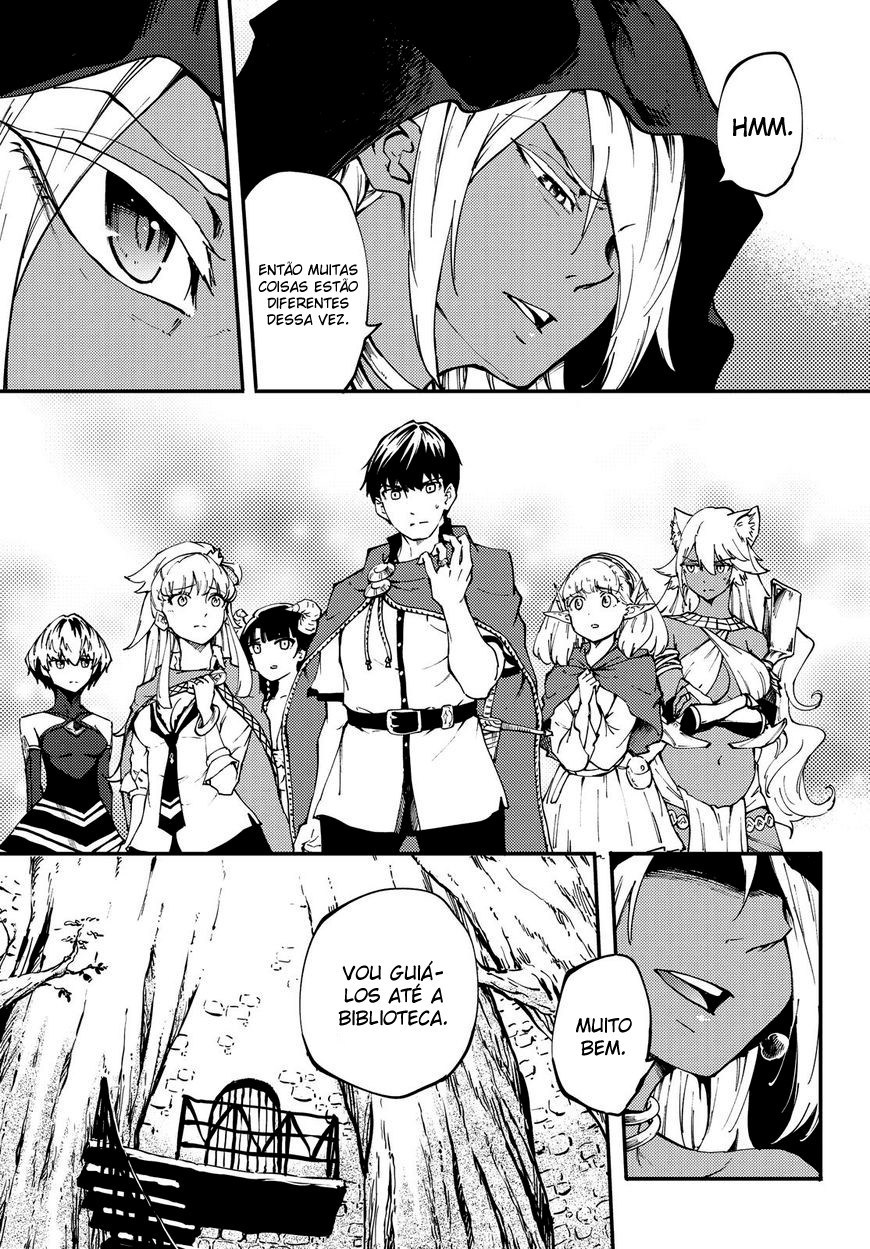 HMM.
ENTÃO MUITAS
COISAS ESTÃO
DIFERENTES
DESSA VEZ.
MUITO
BEM.
VOU GUIÁ-
LOS ATÉ A
BIBLIOTECA.